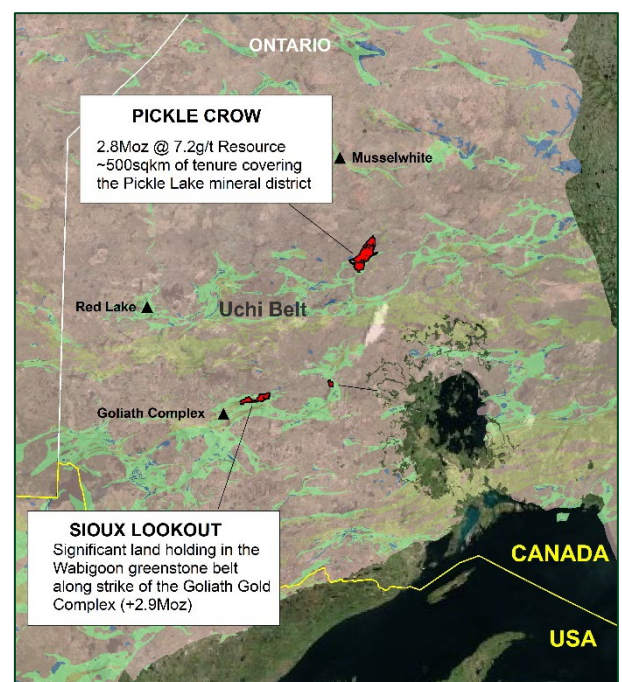 ONTARIO
PICKLE CROW
2.8Moz @ 7.2g/t Resource
~500sqkm of tenure covering
the Pickle Lake mineral district
Musselwhite
Red Lake
Uchi Belt
Goliath Complex
SIOUX LOOKOUT
Significant land holding in the
Wabigoon greenstone belt
along strike of the Goliath Gold
Complex (+2.9Moz)
CANADA
USA